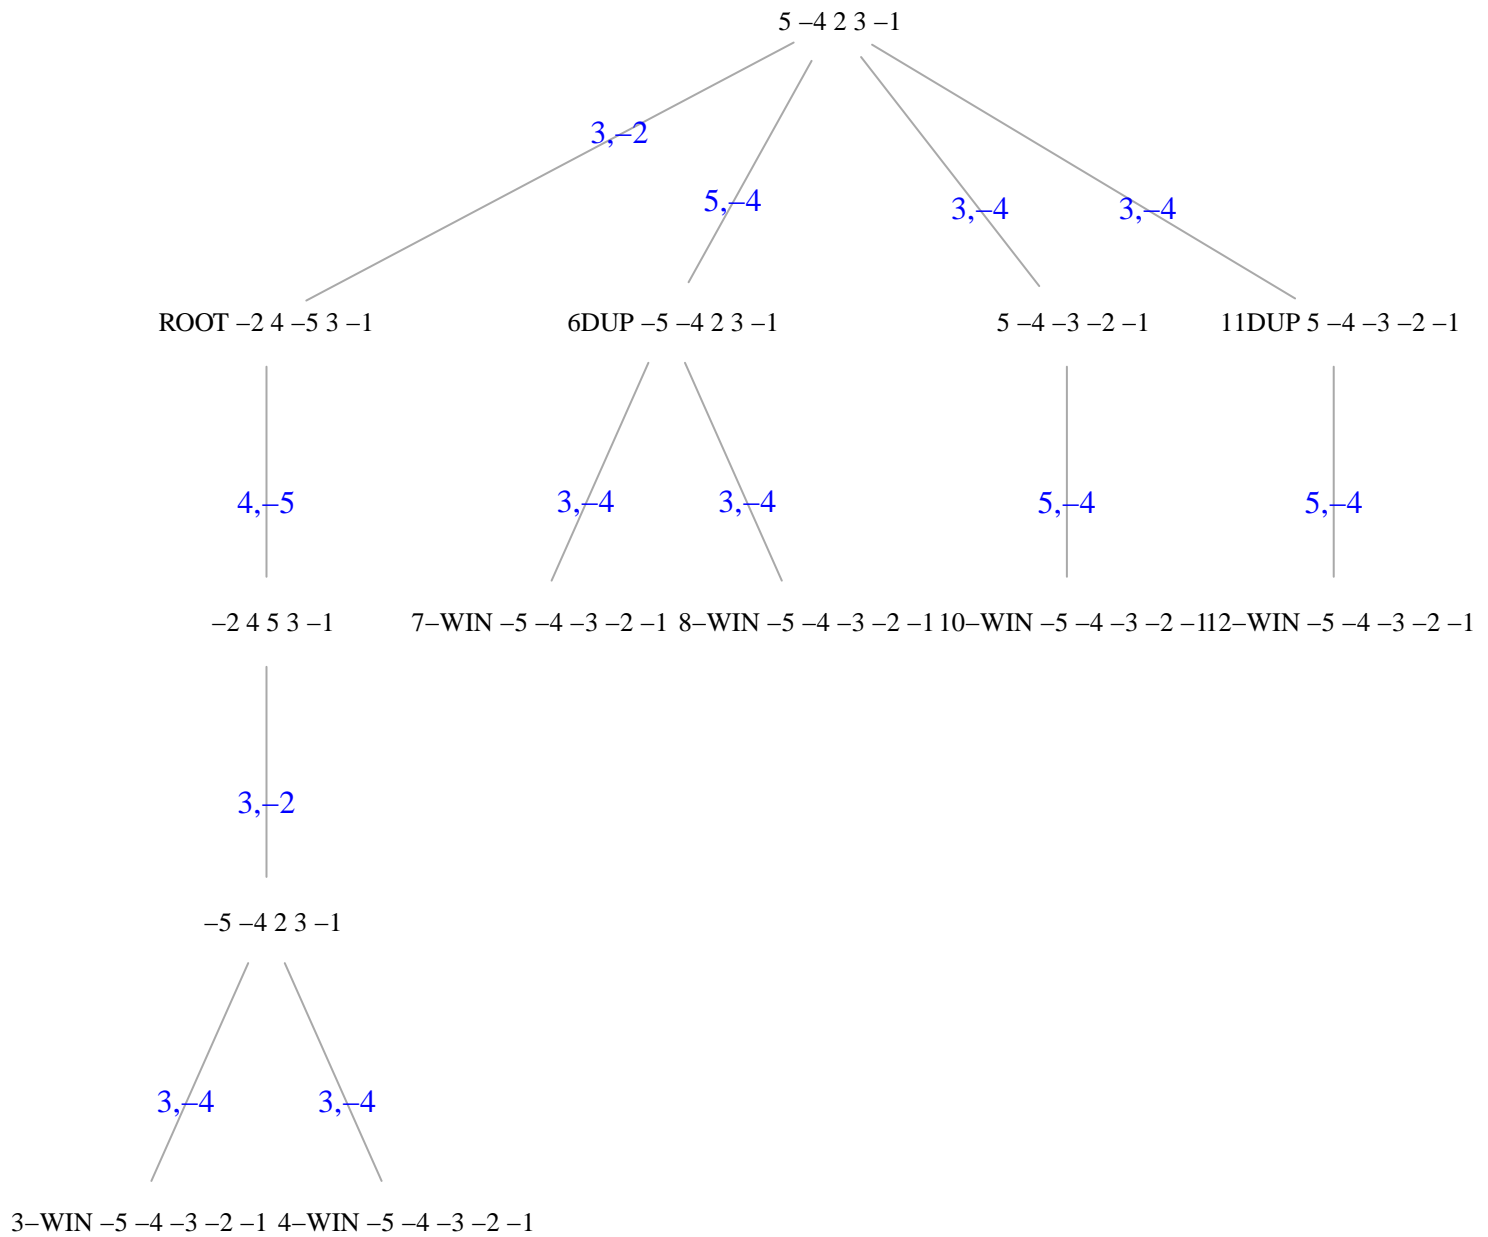 5 –4 2 3 –1
3,–2
5,–4
3,–4
3,–4
ROOT –2 4 –5 3 –1
6DUP –5 –4 2 3 –1
5 –4 –3 –2 –1
11DUP 5 –4 –3 –2 –1
4,–5
3,–4
3,–4
5,–4
5,–4
–2 4 5 3 –1
7–WIN –5 –4 –3 –2 –1
8–WIN –5 –4 –3 –2 –1
10–WIN –5 –4 –3 –2 –1
12–WIN –5 –4 –3 –2 –1
3,–2
–5 –4 2 3 –1
3,–4
3,–4
3–WIN –5 –4 –3 –2 –1
4–WIN –5 –4 –3 –2 –1